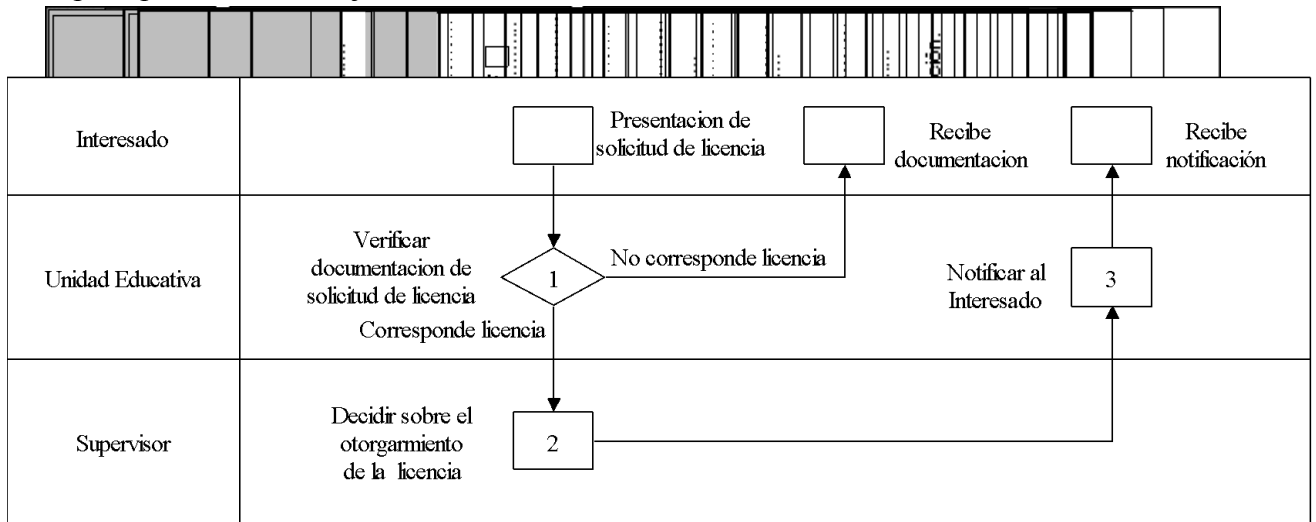 Interesado
Presentacion de
solicitud de licencia
Recibe
documentacion
Recibe
notificación
Unidad Educativa
Verificar
documentacion de
solicitud de licencia
1
No corresponde licencia
Corresponde licencia
Notificar al
Interesado
3
Supervisor
Decidir sobre el
otorgarmiento
de la licencia
2